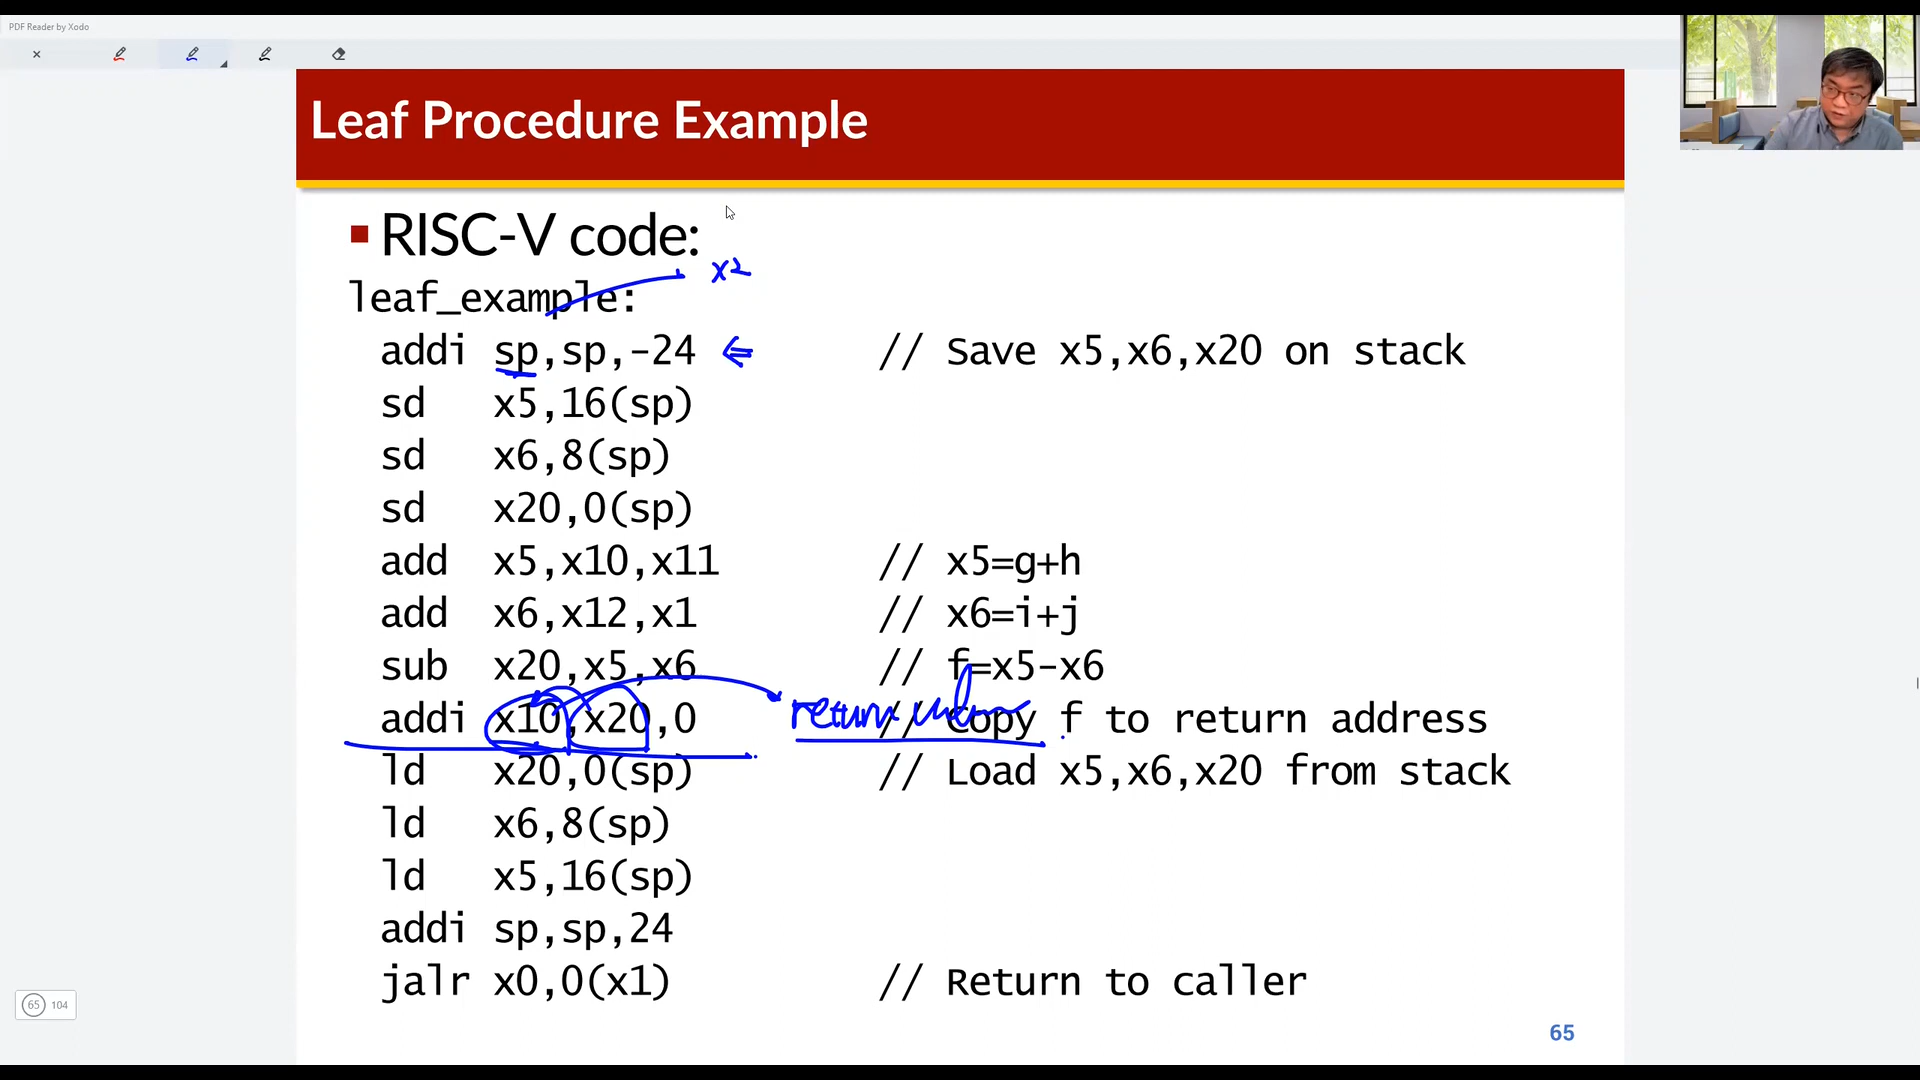 PDF Reader by Xodo
Leaf Procedure Example
RISC-V code:
x2
leaf_example:
addi sp,sp,-24 // Save x5,x6,x20 on stack
sd x5,16(sp)
sd x6,8(sp)
sd x20,0(sp)
add x5,x10,x11 // x5=g+h
add x6,x12,x1 // x6=i+j
sub x20,x5,x6 // f=x5-x6
return
addi x10,x20,0 // Copy f to return address
ld x20,0(sp) // Load x5,x6,x20 from stack
ld x6,8(sp)
ld x5,16(sp)
addi sp,sp,24
jalr x0,0(x1) // Return to caller
65 104
65